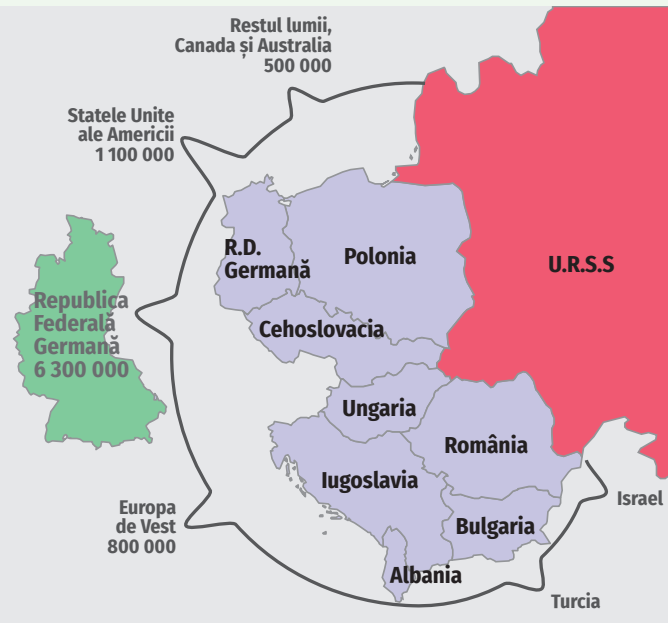 Restul lumii,
Canada și Australia
500 000
Statele Unite
ale Americii
1 100 000
R.D.
Germană
Polonia
U.R.S.S
Republica
Federală
Germană
6 300 000
Cehoslovacia
Ungaria
România
Iugoslavia
Israel
Europa
de Vest
800 000
Bulgaria
Albania
Turcia